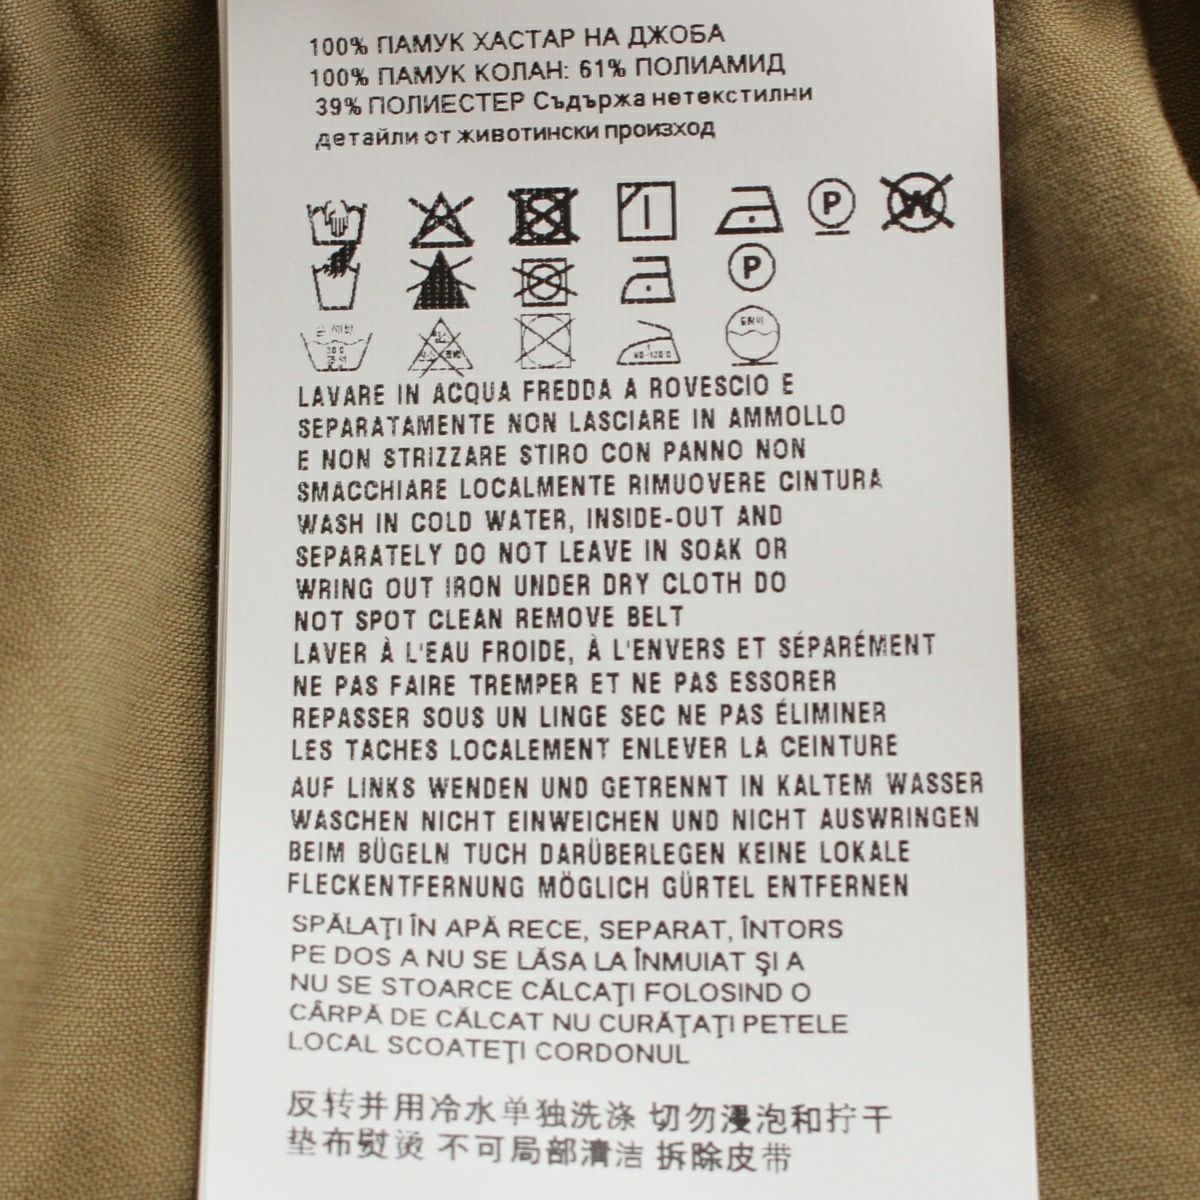 100% ПАМУК ХАСТАР НА ДЖОБА
100% ПАМУК КОЛАН: 61% ПОЛИАМИД
39% ПОЛИЕСТЕР Съдържа нетекстилни
детайли от животински произход
P W
P
손 세탁 드라이
LAVARE IN ACQUA FREDDA A ROVESCIO E
SEPARATAMENTE NON LASCIARE IN AMMOLLO
E NON STRIZZARE STIRO CON PANNO NON
SMACCHIARE LOCALMENTE RIMUOVERE CINTURA
WASH IN COLD WATER, INSIDE-OUT AND
SEPARATELY DO NOT LEAVE IN SOAK OR
WRING OUT IRON UNDER DRY CLOTH DO
NOT SPOT CLEAN REMOVE BELT
LAVER À L'EAU FROIDE, À L'ENVERS ET SÉPARÉMENT
NE PAS FAIRE TREMPER ET NE PAS ESSORER
REPASSER SOUS UN LINGE SEC NE PAS ÉLIMINER
LES TACHES LOCALEMENT ENLEVER LA CEINTURE
AUF LINKS WENDEN UND GETRENNT IN KALTEM WASSER
WASCHEN NICHT EINWEICHEN UND NICHT AUSWRINGEN
BEIM BÜGELN TUCH DARÜBERLEGEN KEINE LOKALE
FLECKENTFERNUNG MÖGLICH GÜRTEL ENTFERNEN
SPĂLAŢI ÎN APĂ RECE, SEPARAT, ÎNTORS
PE DOS A NU SE LĂSA LA ÎNMUIAT ŞI A
NU SE STOARCE CĂLCAŢI FOLOSIND O
CÂRPĂ DE CĂLCAT NU CURĂŢAŢI PETELE
LOCAL SCOATEŢI CORDONUL
反转并用冷水单独洗涤 切勿漫泡和拧干
垫布熨烫 不可局部清洁 拆除皮带